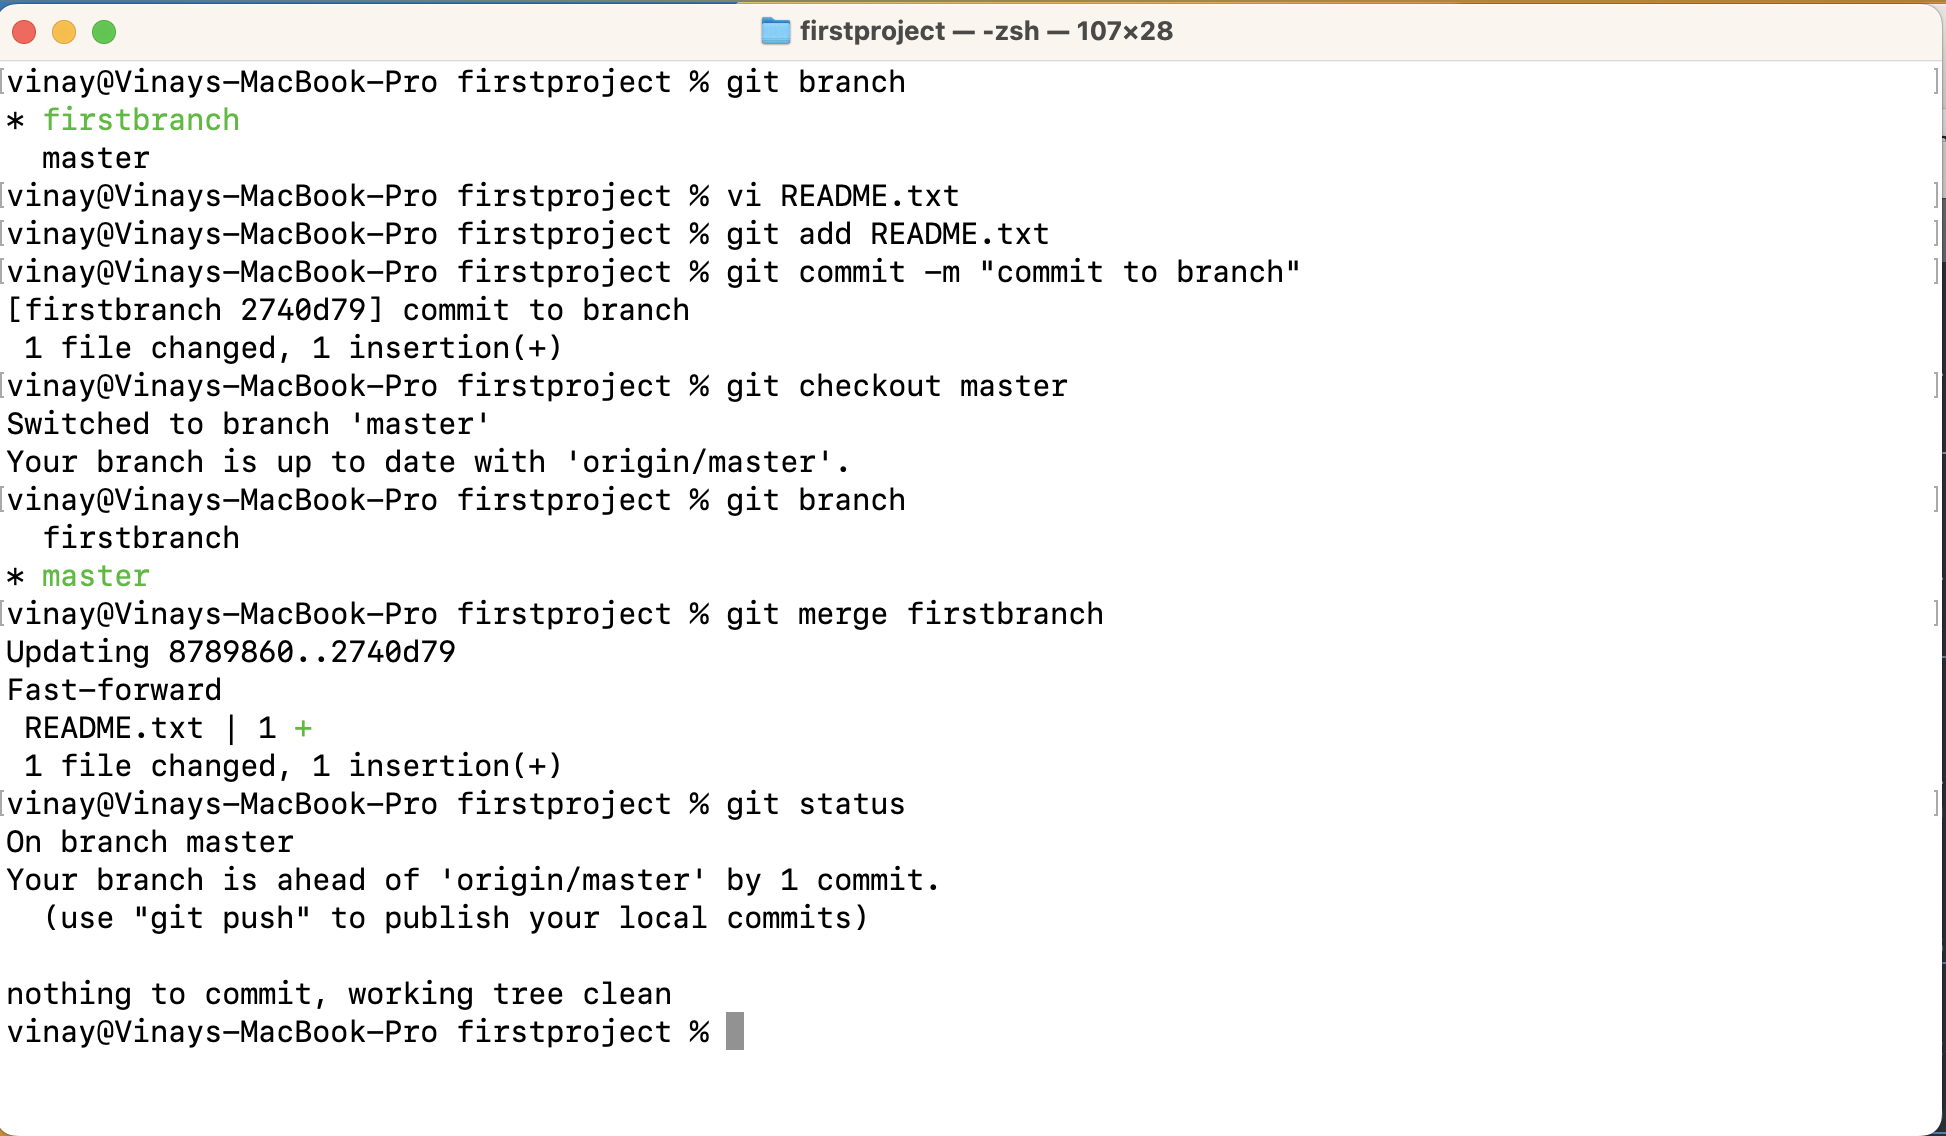 firstproject — -zsh — 107×28
vinay@Vinays-MacBook-Pro firstproject % git branch
* firstbranch
  master
vinay@Vinays-MacBook-Pro firstproject % vi README.txt
vinay@Vinays-MacBook-Pro firstproject % git add README.txt
vinay@Vinays-MacBook-Pro firstproject % git commit -m "commit to branch"
[firstbranch 2740d79] commit to branch
 1 file changed, 1 insertion(+)
vinay@Vinays-MacBook-Pro firstproject % git checkout master
Switched to branch 'master'
Your branch is up to date with 'origin/master'.
vinay@Vinays-MacBook-Pro firstproject % git branch
  firstbranch
* master
vinay@Vinays-MacBook-Pro firstproject % git merge firstbranch
Updating 8789860..2740d79
Fast-forward
 README.txt | 1 +
 1 file changed, 1 insertion(+)
vinay@Vinays-MacBook-Pro firstproject % git status
On branch master
Your branch is ahead of 'origin/master' by 1 commit.
  (use "git push" to publish your local commits)

nothing to commit, working tree clean
vinay@Vinays-MacBook-Pro firstproject %